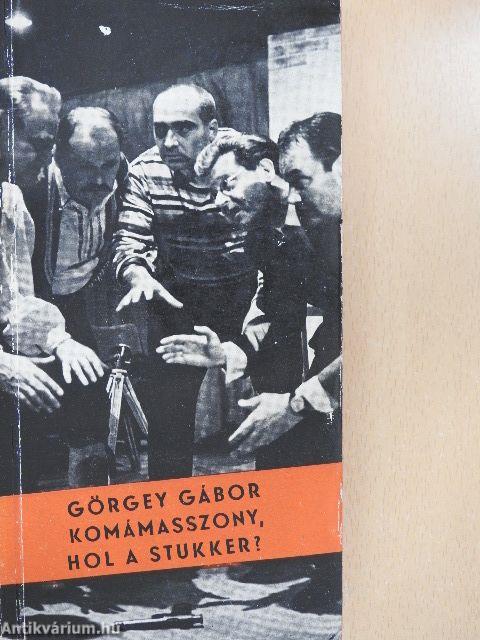 GÖRGEY GÁBOR
KOMÁMASSZONY,
HOL A STUKKER?
Antikvárium.hu